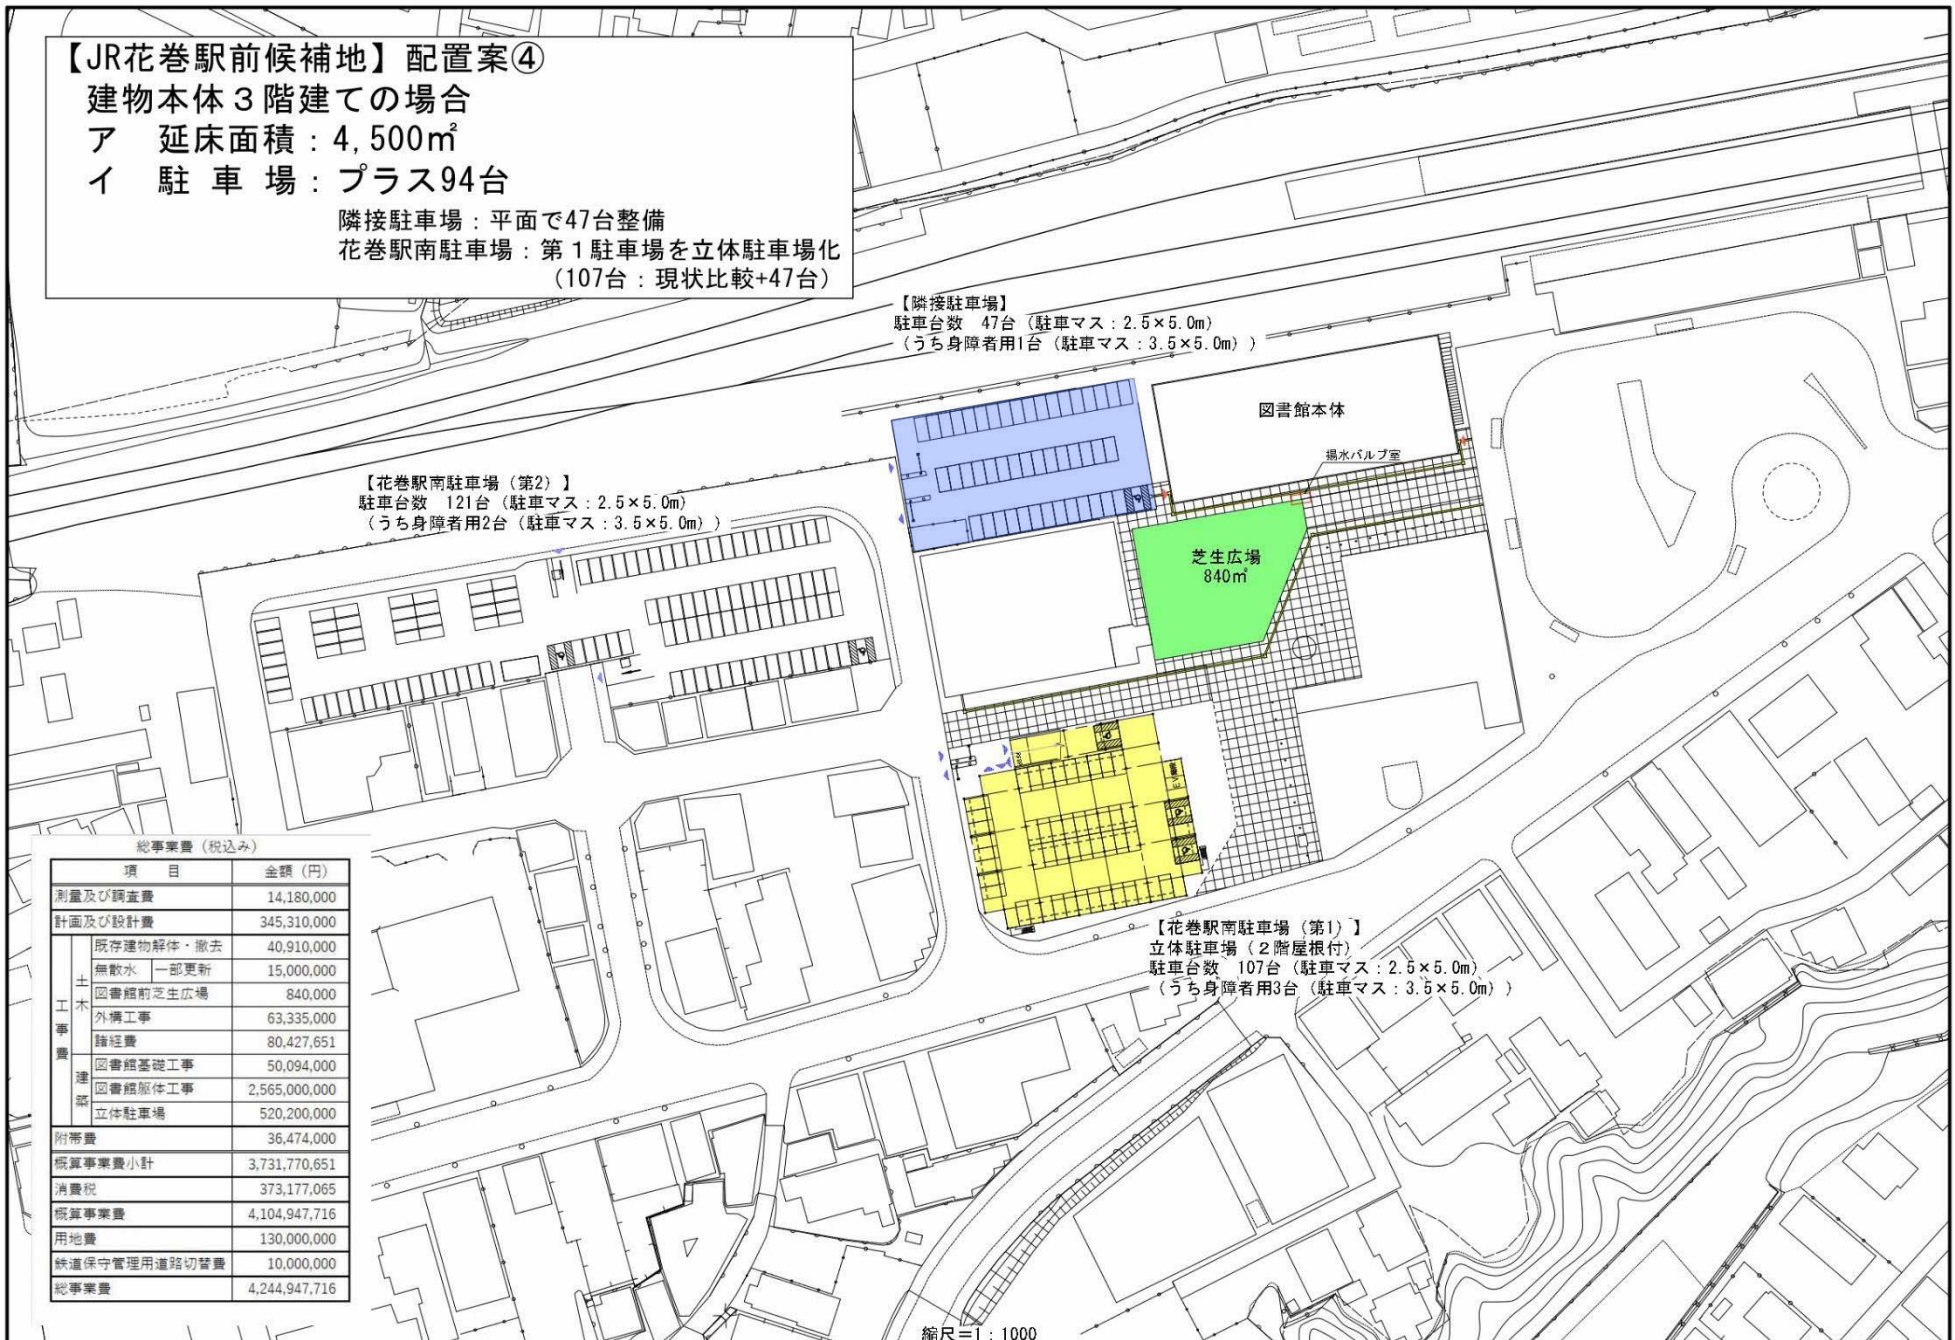 【JR花巻駅前候補地】配置案④
建物本体３階建ての場合
ア　延床面積：4,500㎡
イ　駐 車 場：プラス94台
隣接駐車場：平面で47台整備
花巻駅南駐車場：第１駐車場を立体駐車場化
（107台：現状比較+47台）
【隣接駐車場】
駐車台数　47台（駐車マス：2.5×5.0m）
（うち身障者用1台（駐車マス：3.5×5.0m））
図書館本体
揚水バルブ室
【花巻駅南駐車場（第2）】
駐車台数　121台（駐車マス：2.5×5.0m）
（うち身障者用2台（駐車マス：3.5×5.0m））
芝生広場
840㎡
【花巻駅南駐車場（第1）】
立体駐車場（２階屋根付）
駐車台数　107台（駐車マス：2.5×5.0m）
（うち身障者用3台（駐車マス：3.5×5.0m））
総事業費（税込み）
項　目　金額（円）
測量及び調査費　14,180,000
計画及び設計費　345,310,000
工事費
土木
既存建物解体・撤去　40,910,000
無散水　一部更新　15,000,000
図書館前芝生広場　840,000
外構工事　63,335,000
諸経費　80,427,651
建築
図書館基礎工事　50,094,000
図書館躯体工事　2,565,000,000
立体駐車場　520,200,000
附帯費　36,474,000
概算事業費小計　3,731,770,651
消費税　373,177,065
概算事業費　4,104,947,716
用地費　130,000,000
鉄道保守管理用道路切替費　10,000,000
総事業費　4,244,947,716
縮尺=1：1000